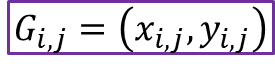 G_{i,j} = (x_{i,j}, y_{i,j})